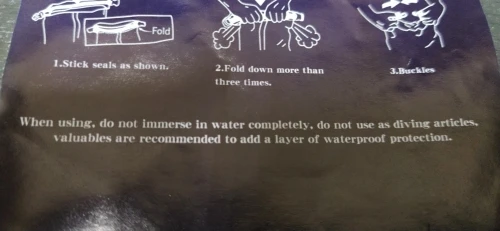 Fold
1.Stick seals as shown.
2.Fold down more than
three times.
3.Buckles
When using, do not immerse in water completely, do not use as diving articles,
valuables are recommended to add a layer of waterproof protection.